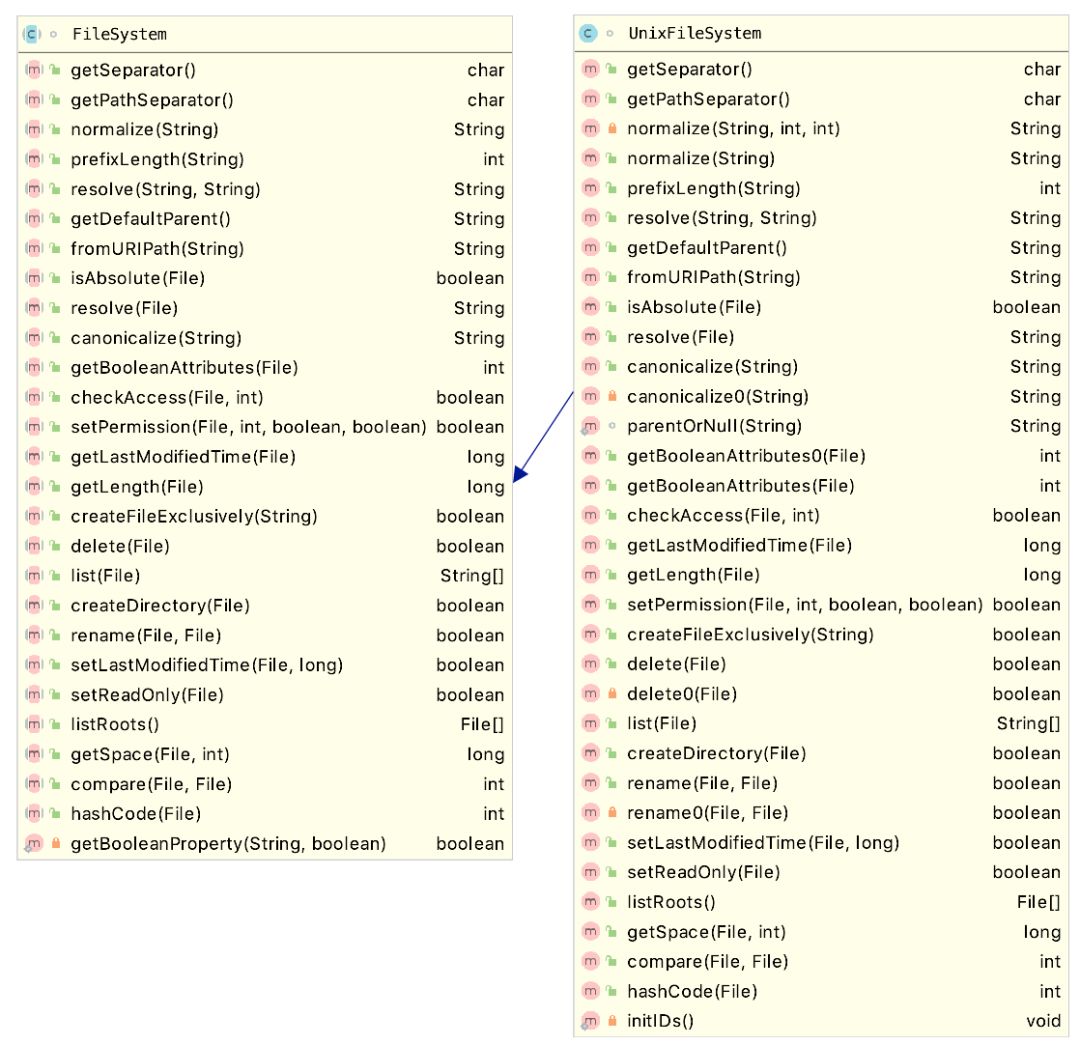 FileSystem
getSeparator() char
getPathSeparator() char
normalize(String) String
prefixLength(String) int
resolve(String, String) String
getDefaultParent() String
fromURIPath(String) String
isAbsolute(File) boolean
resolve(File) String
canonicalize(String) String
getBooleanAttributes(File) int
checkAccess(File, int) boolean
setPermission(File, int, boolean, boolean) boolean
getLastModifiedTime(File) long
getLength(File) long
createFileExclusively(String) boolean
delete(File) boolean
list(File) String[]
createDirectory(File) boolean
rename(File, File) boolean
setLastModifiedTime(File, long) boolean
setReadOnly(File) boolean
listRoots() File[]
getSpace(File, int) long
compare(File, File) int
hashCode(File) int
getBooleanProperty(String, boolean) boolean
UnixFileSystem
getSeparator() char
getPathSeparator() char
normalize(String, int, int) String
normalize(String) String
prefixLength(String) int
resolve(String, String) String
getDefaultParent() String
fromURIPath(String) String
isAbsolute(File) boolean
resolve(File) String
canonicalize(String) String
canonicalize0(String) String
parentOrNull(String) String
getBooleanAttributes0(File) int
getBooleanAttributes(File) int
checkAccess(File, int) boolean
getLastModifiedTime(File) long
getLength(File) long
setPermission(File, int, boolean, boolean) boolean
createFileExclusively(String) boolean
delete(File) boolean
delete0(File) boolean
list(File) String[]
createDirectory(File) boolean
rename(File, File) boolean
rename0(File, File) boolean
setLastModifiedTime(File, long) boolean
setReadOnly(File) boolean
listRoots() File[]
getSpace(File, int) long
compare(File, File) int
hashCode(File) int
initIDs() void